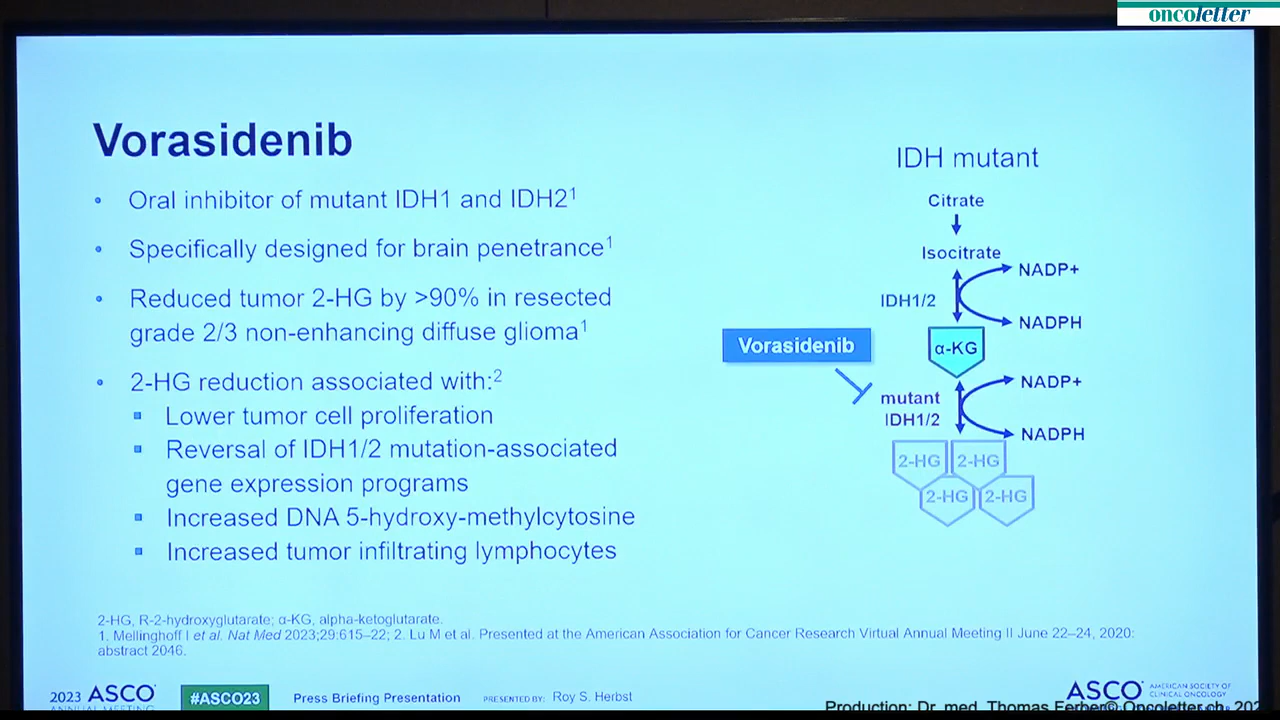 oncoletter
Vorasidenib
• Oral inhibitor of mutant IDH1 and IDH2¹
• Specifically designed for brain penetrance¹
• Reduced tumor 2-HG by >90% in resected
grade 2/3 non-enhancing diffuse glioma¹
• 2-HG reduction associated with:²
▪ Lower tumor cell proliferation
▪ Reversal of IDH1/2 mutation-associated
gene expression programs
▪ Increased DNA 5-hydroxy-methylcytosine
▪ Increased tumor infiltrating lymphocytes
IDH mutant
Citrate
Isocitrate
NADP+
IDH1/2
NADPH
Vorasidenib
α-KG
NADP+
mutant
IDH1/2
NADPH
2-HG 2-HG
2-HG 2-HG
2-HG, R-2-hydroxyglutarate; α-KG, alpha-ketoglutarate.
1. Mellinghoff I et al. Nat Med 2023;29:615–22; 2. Lu M et al. Presented at the American Association for Cancer Research Virtual Annual Meeting II June 22–24, 2020:
abstract 2046.
2023 ASCO
ANNUAL MEETING
#ASCO23
Press Briefing Presentation
PRESENTED BY: Roy S. Herbst
ASCO AMERICAN SOCIETY OF
CLINICAL ONCOLOGY
Production: Dr. med. Thomas Ferber© Oncoletter.ch, 202